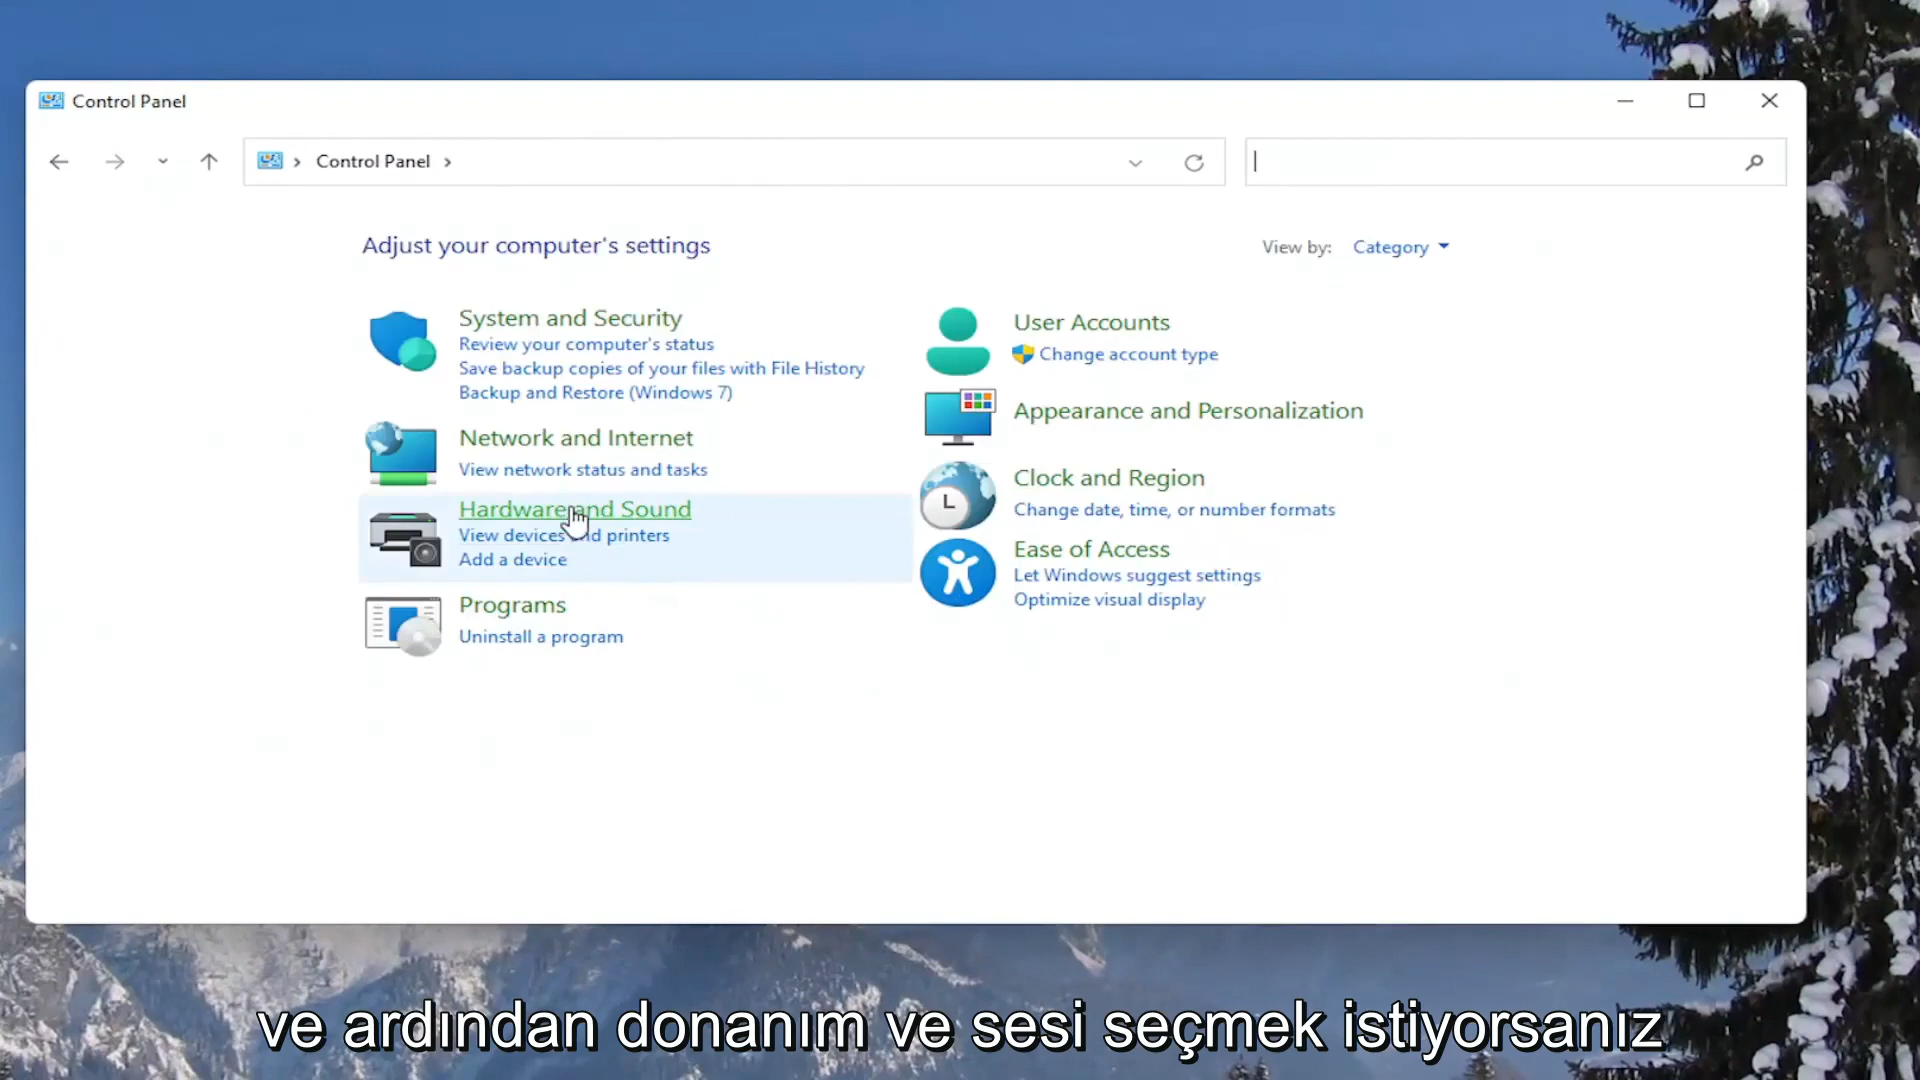 Control Panel
Control Panel
Adjust your computer's settings
View by: Category
System and Security
Review your computer's status
Save backup copies of your files with File History
Backup and Restore (Windows 7)
Network and Internet
View network status and tasks
Hardware and Sound
View devices and printers
Add a device
Programs
Uninstall a program
User Accounts
Change account type
Appearance and Personalization
Clock and Region
Change date, time, or number formats
Ease of Access
Let Windows suggest settings
Optimize visual display
ve ardından donanım ve sesi seçmek istiyorsanız